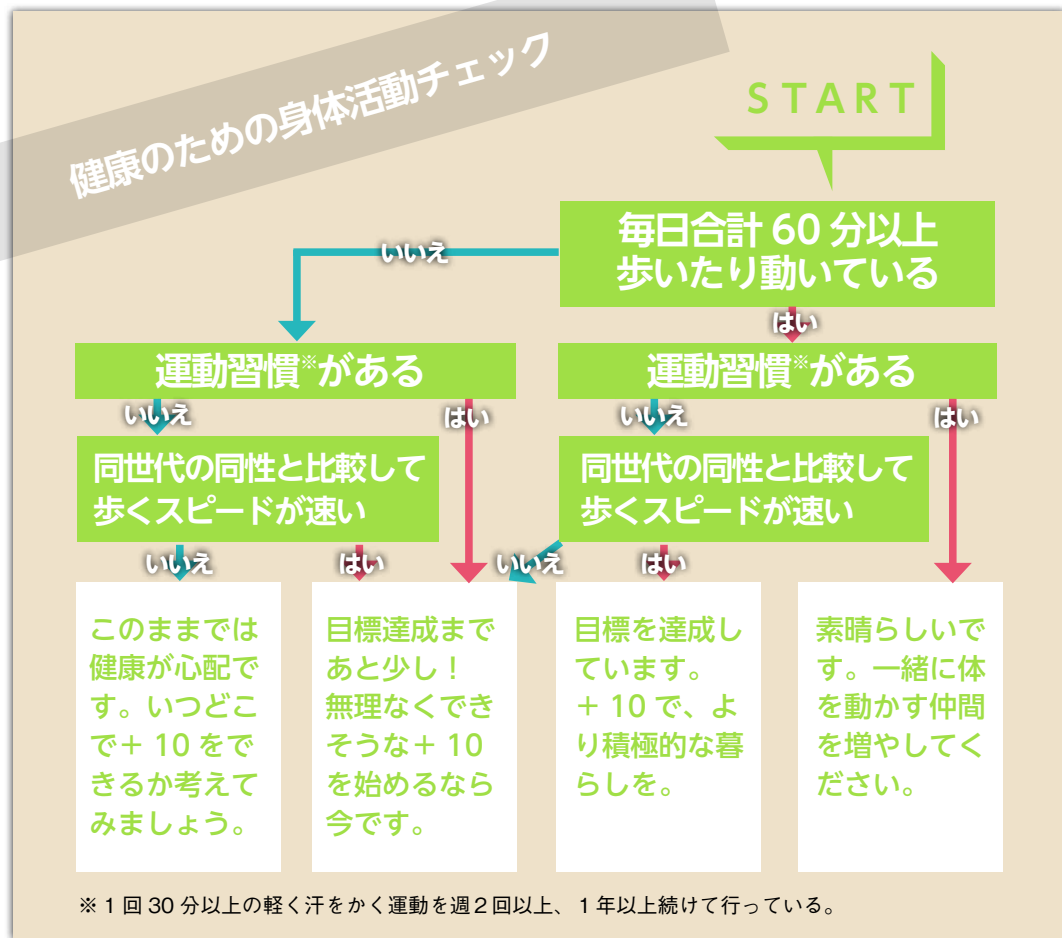 健康のための身体活動チェック
START
毎日合計 60 分以上
歩いたり動いている
いいえ
はい
運動習慣※がある
運動習慣※がある
いいえ
はい
いいえ
はい
同世代の同性と比較して
歩くスピードが速い
同世代の同性と比較して
歩くスピードが速い
いいえ
はい
いいえ
はい
このままでは
健康が心配で
す。いつどこ
で＋ 10 をで
きるか考えて
みましょう。
目標達成まで
あと少し！
無理なくでき
そうな＋ 10
を始めるなら
今です。
目標を達成し
ています。
＋ 10 で、よ
り積極的な暮
らしを。
素晴らしいで
す。一緒に体
を動かす仲間
を増やしてく
ださい。
※ 1 回 30 分以上の軽く汗をかく運動を週２回以上、１年以上続けて行っている。